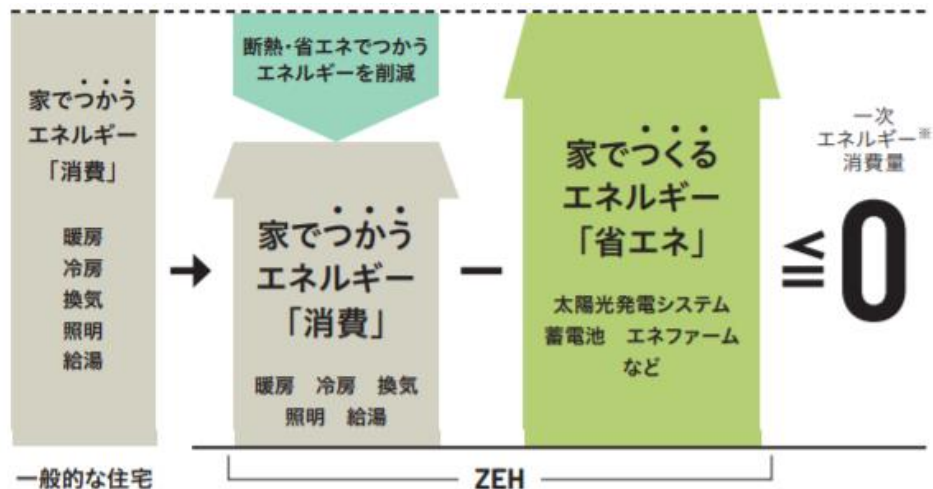 家でつかう
エネルギー
「消費」
暖房
冷房
換気
照明
給湯
一般的な住宅
断熱・省エネでつかう
エネルギーを削減
家でつかう
エネルギー
「消費」
暖房 冷房 換気
照明 給湯
家でつくる
エネルギー
「省エネ」
太陽光発電システム
蓄電池 エネファーム
など
一次
エネルギー※
消費量
≦0
ZEH